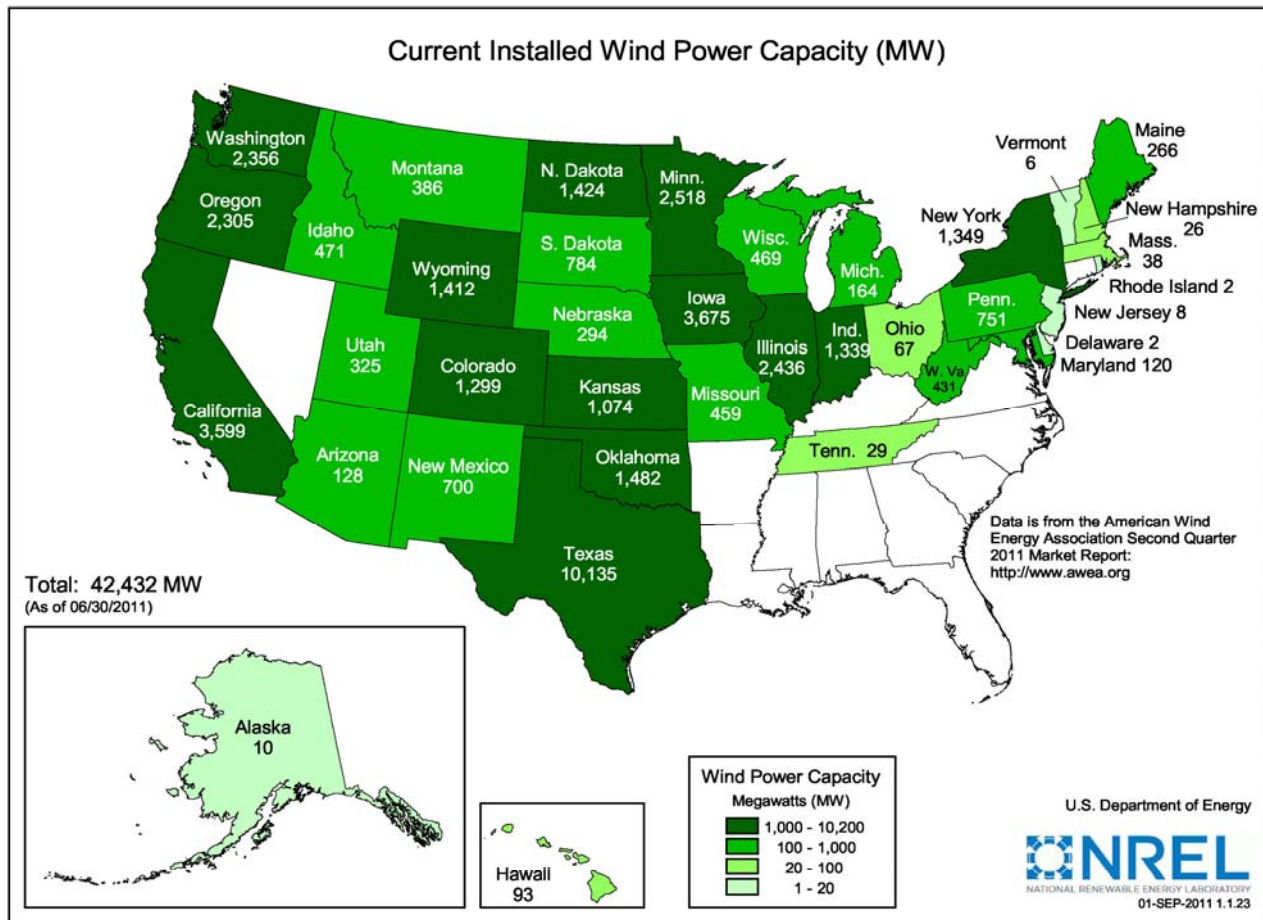 Current Installed Wind Power Capacity (MW)
Washington
2,356
Oregon
2,305
California
3,599
Idaho
471
Montana
386
Wyoming
1,412
Utah
325
Colorado
1,299
Arizona
128
New Mexico
700
N. Dakota
1,424
S. Dakota
784
Nebraska
294
Kansas
1,074
Oklahoma
1,482
Texas
10,135
Minn.
2,518
Iowa
3,675
Missouri
459
Wisc.
469
Illinois
2,436
Mich.
164
Ind.
1,339
Ohio
67
W. Va
431
Tenn. 29
Penn.
751
New York
1,349
Vermont
6
Maine
266
New Hampshire
26
Mass.
38
Rhode Island 2
New Jersey 8
Delaware 2
Maryland 120
Data is from the American Wind
Energy Association Second Quarter
2011 Market Report:
http://www.awea.org
Total: 42,432 MW
(As of 06/30/2011)
Alaska
10
Hawaii
93
Wind Power Capacity
Megawatts (MW)
1,000 - 10,200
100 - 1,000
20 - 100
1 - 20
U.S. Department of Energy
NREL
NATIONAL RENEWABLE ENERGY LABORATORY
01-SEP-2011 1.1.23